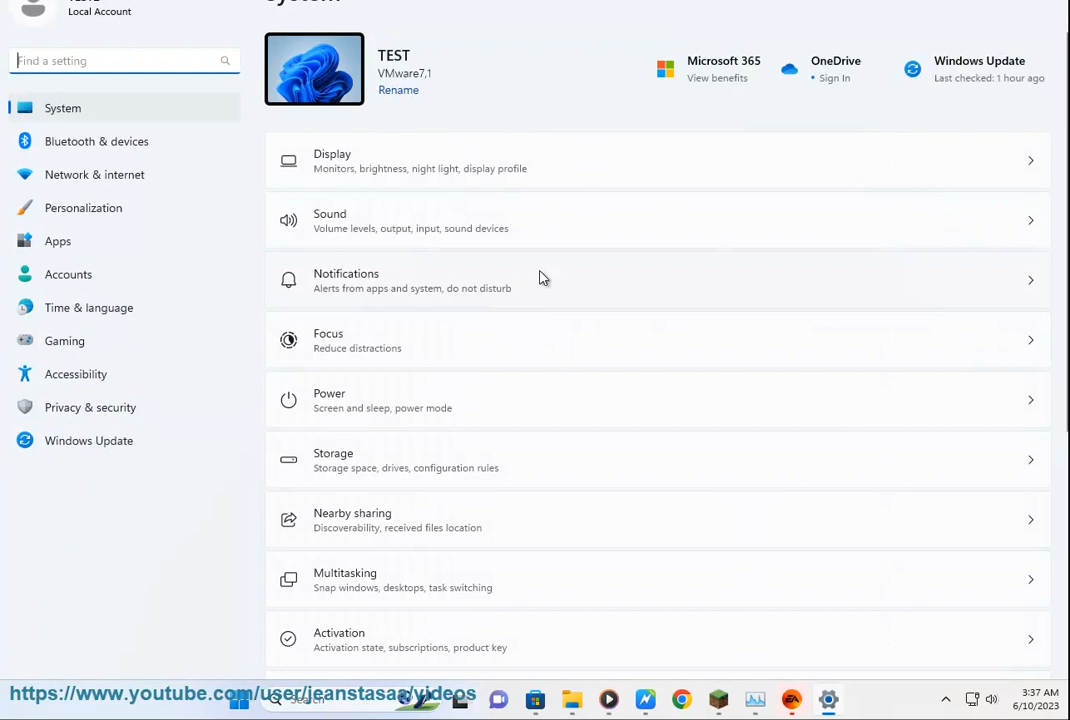 Local Account
System
Find a setting
System
Bluetooth & devices
Network & internet
Personalization
Apps
Accounts
Time & language
Gaming
Accessibility
Privacy & security
Windows Update
TEST
VMware7,1
Rename
Microsoft 365
View benefits
OneDrive
• Sign In
Windows Update
Last checked: 1 hour ago
Display
Monitors, brightness, night light, display profile
Sound
Volume levels, output, input, sound devices
Notifications
Alerts from apps and system, do not disturb
Focus
Reduce distractions
Power
Screen and sleep, power mode
Storage
Storage space, drives, configuration rules
Nearby sharing
Discoverability, received files location
Multitasking
Snap windows, desktops, task switching
Activation
Activation state, subscriptions, product key
https://www.youtube.com/user/jeanstasaa/videos
Search
EA
3:37 AM
6/10/2023